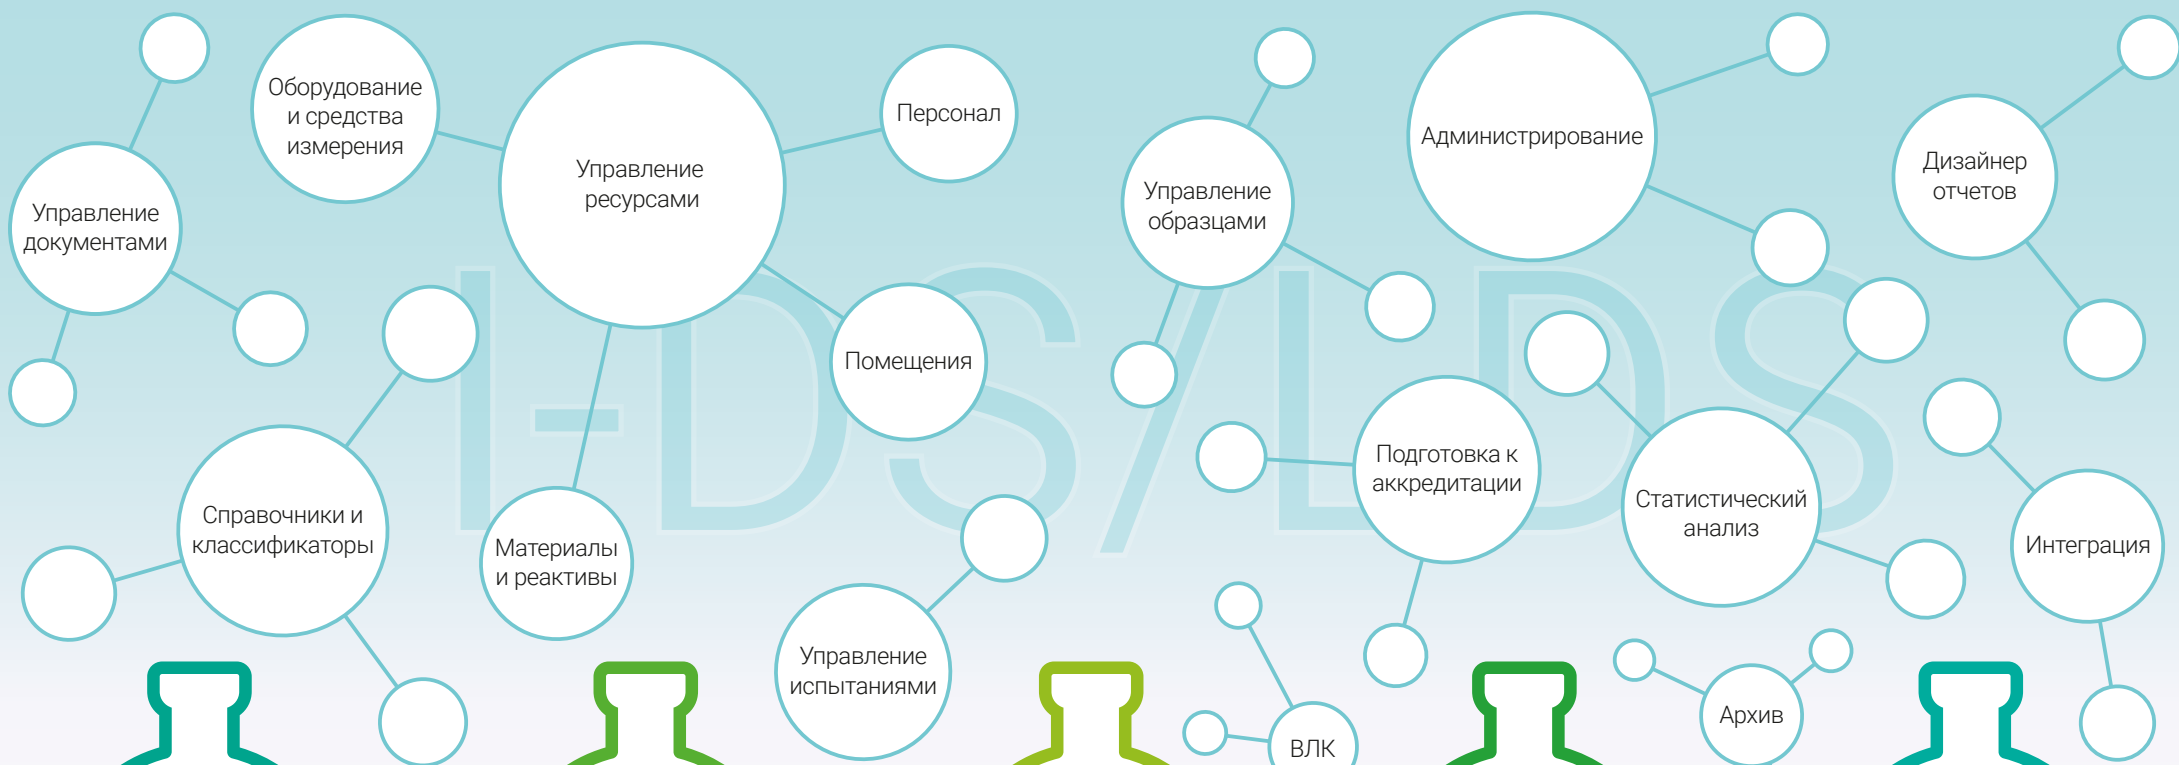 Оборудование
и средства
измерения
Управление
ресурсами
Персонал
Управление
образцами
Администрирование
Дизайнер
отчетов
Управление
документами
I-DS/LDS
Помещения
Справочники и
классификаторы
Материалы
и реактивы
Подготовка к
аккредитации
Статистический
анализ
Интеграция
Управление
испытаниями
ВЛК
Архив